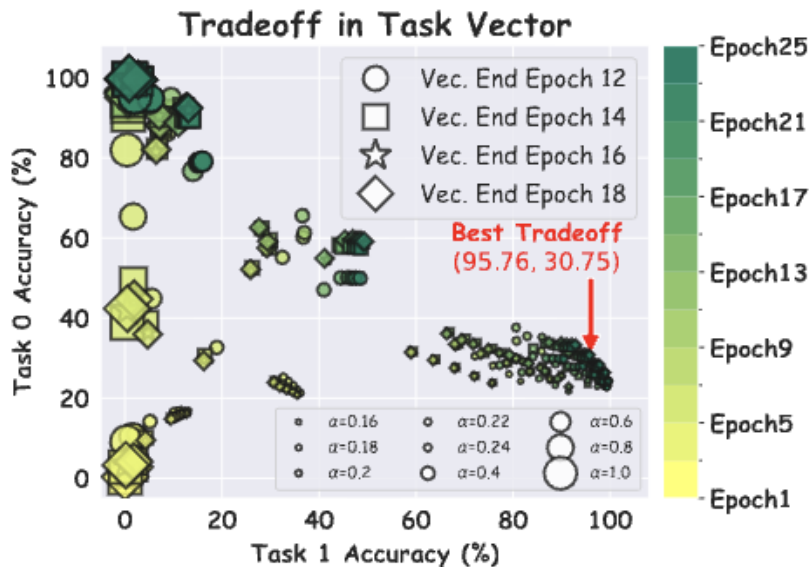 Tradeoff in Task Vector
Task 0 Accuracy (%)
100
80
60
40
20
0
0
20
40
60
80
100
Task 1 Accuracy (%)
Vec. End Epoch 12
Vec. End Epoch 14
Vec. End Epoch 16
Vec. End Epoch 18
Best Tradeoff
(95.76, 30.75)
α=0.16
α=0.18
α=0.2
α=0.22
α=0.24
α=0.4
α=0.6
α=0.8
α=1.0
Epoch25
Epoch21
Epoch17
Epoch13
Epoch9
Epoch5
Epoch1